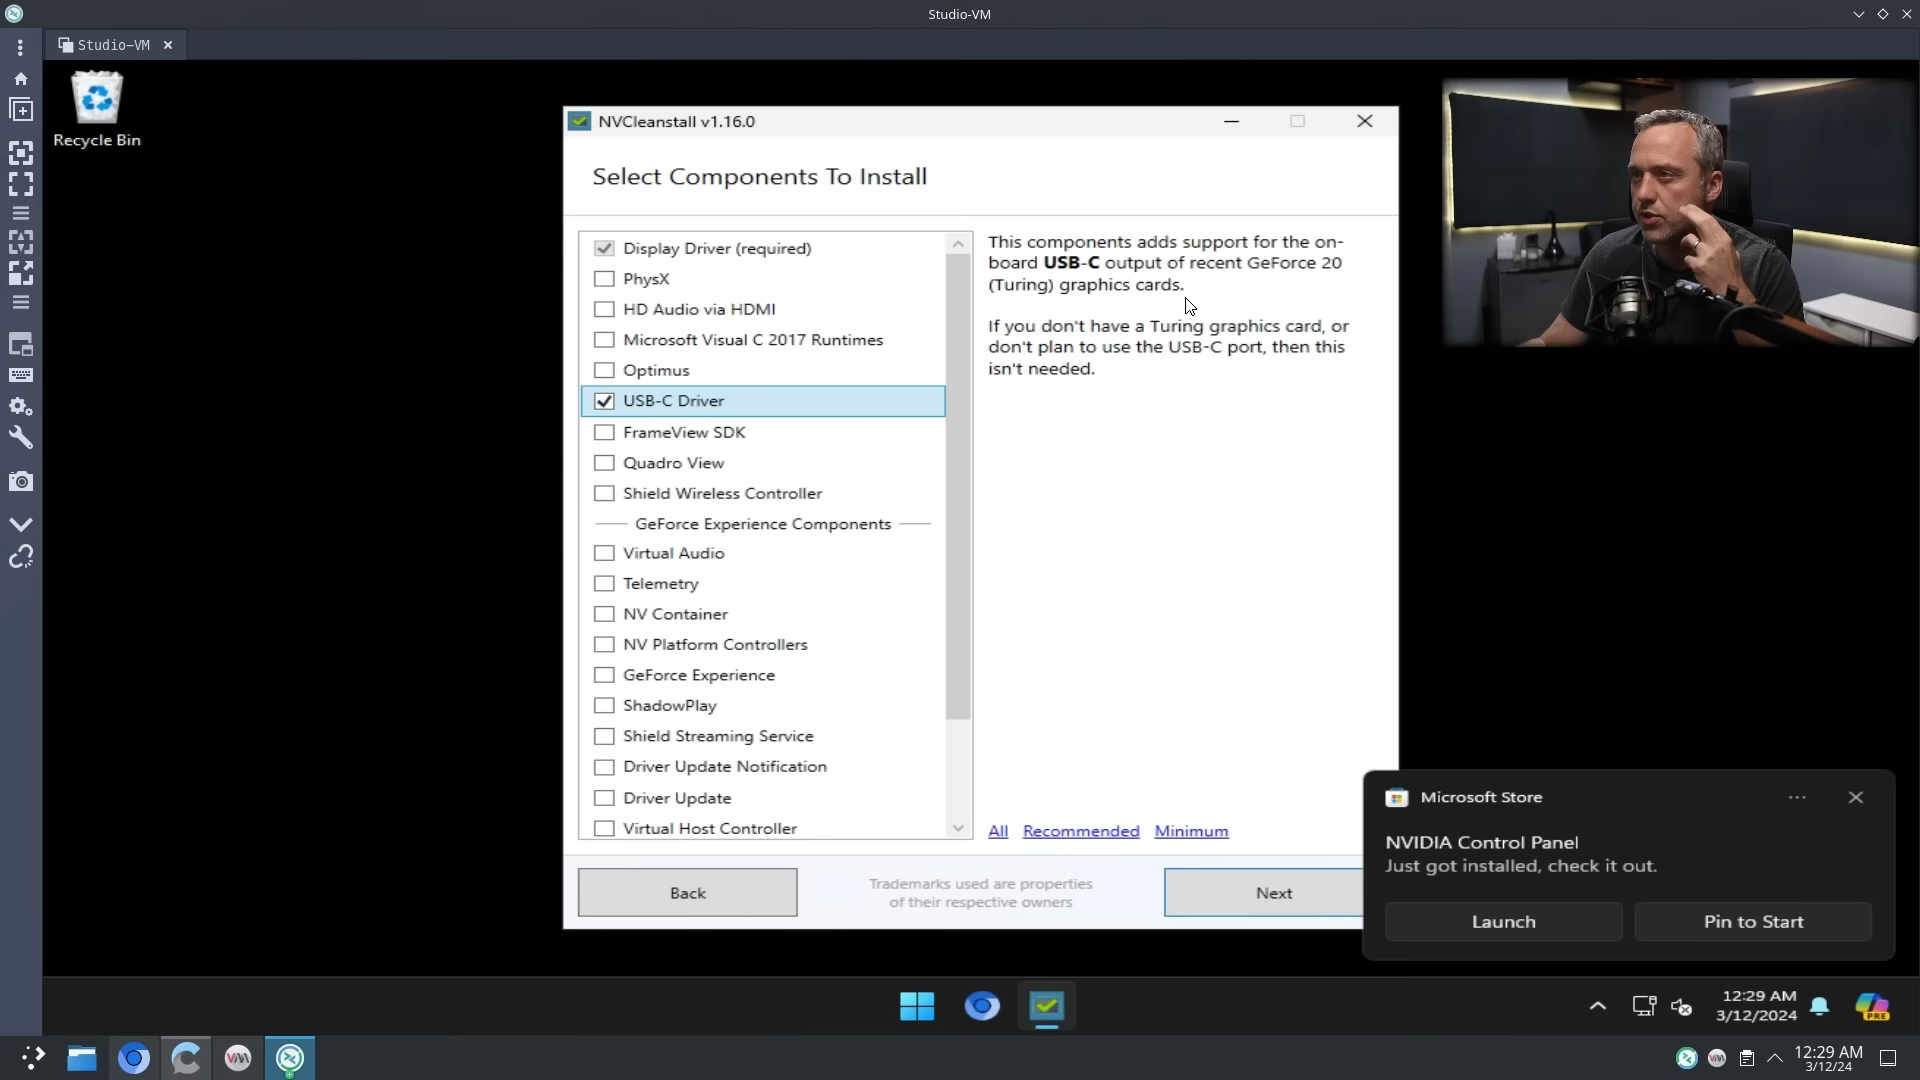 Studio-VM
Studio-VM
Recycle Bin
NVCleanstall v1.16.0
Select Components To Install
Display Driver (required)
PhysX
HD Audio via HDMI
Microsoft Visual C 2017 Runtimes
Optimus
USB-C Driver
FrameView SDK
Quadro View
Shield Wireless Controller
GeForce Experience Components
Virtual Audio
Telemetry
NV Container
NV Platform Controllers
GeForce Experience
ShadowPlay
Shield Streaming Service
Driver Update Notification
Driver Update
Virtual Host Controller
This components adds support for the on-
board USB-C output of recent GeForce 20
(Turing) graphics cards.
If you don't have a Turing graphics card, or
don't plan to use the USB-C port, then this
isn't needed.
All Recommended Minimum
Back
Trademarks used are properties
of their respective owners
Next
Microsoft Store
NVIDIA Control Panel
Just got installed, check it out.
Launch
Pin to Start
12:29 AM
3/12/2024
PRE
12:29 AM
3/12/24